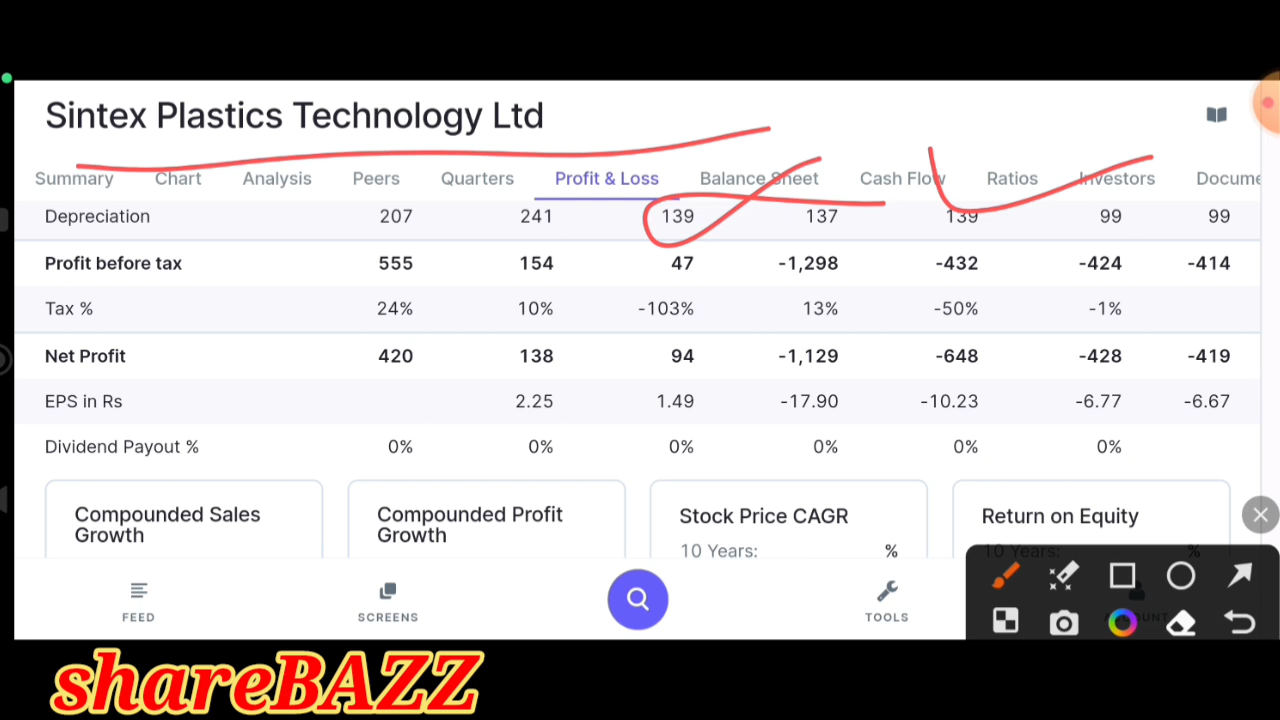 Sintex Plastics Technology Ltd
Summary Chart Analysis Peers Quarters Profit & Loss Balance Sheet Cash Flow Ratios Investors Docume
Depreciation 207 241 139 137 139 99 99
Profit before tax 555 154 47 -1,298 -432 -424 -414
Tax % 24% 10% -103% 13% -50% -1%
Net Profit 420 138 94 -1,129 -648 -428 -419
EPS in Rs 2.25 1.49 -17.90 -10.23 -6.77 -6.67
Dividend Payout % 0% 0% 0% 0% 0% 0%
Compounded Sales
Growth
Compounded Profit
Growth
Stock Price CAGR
10 Years: %
Return on Equity
10 Years: %
FEED SCREENS TOOLS ACCOUNT
shareBAZZ